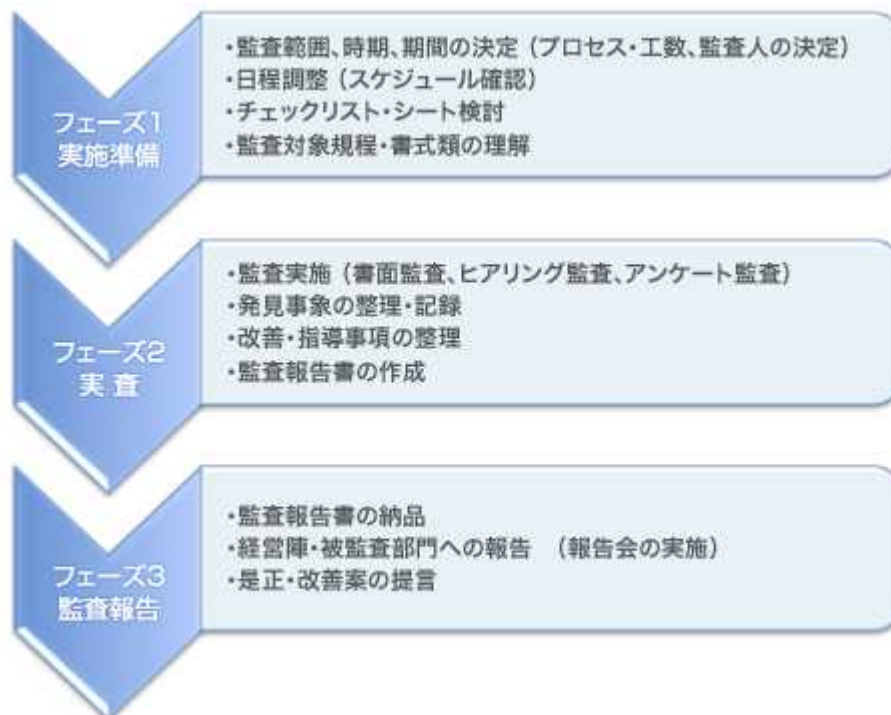 フェーズ1
実施準備
・監査範囲、時期、期間の決定（プロセス・工数、監査人の決定）
・日程調整（スケジュール確認）
・チェックリスト・シート検討
・監査対象規程・書式類の理解
フェーズ2
実 査
・監査実施（書面監査、ヒアリング監査、アンケート監査）
・発見事象の整理・記録
・改善・指導事項の整理
・監査報告書の作成
フェーズ3
監査報告
・監査報告書の納品
・経営陣・被監査部門への報告　（報告会の実施）
・是正・改善案の提言